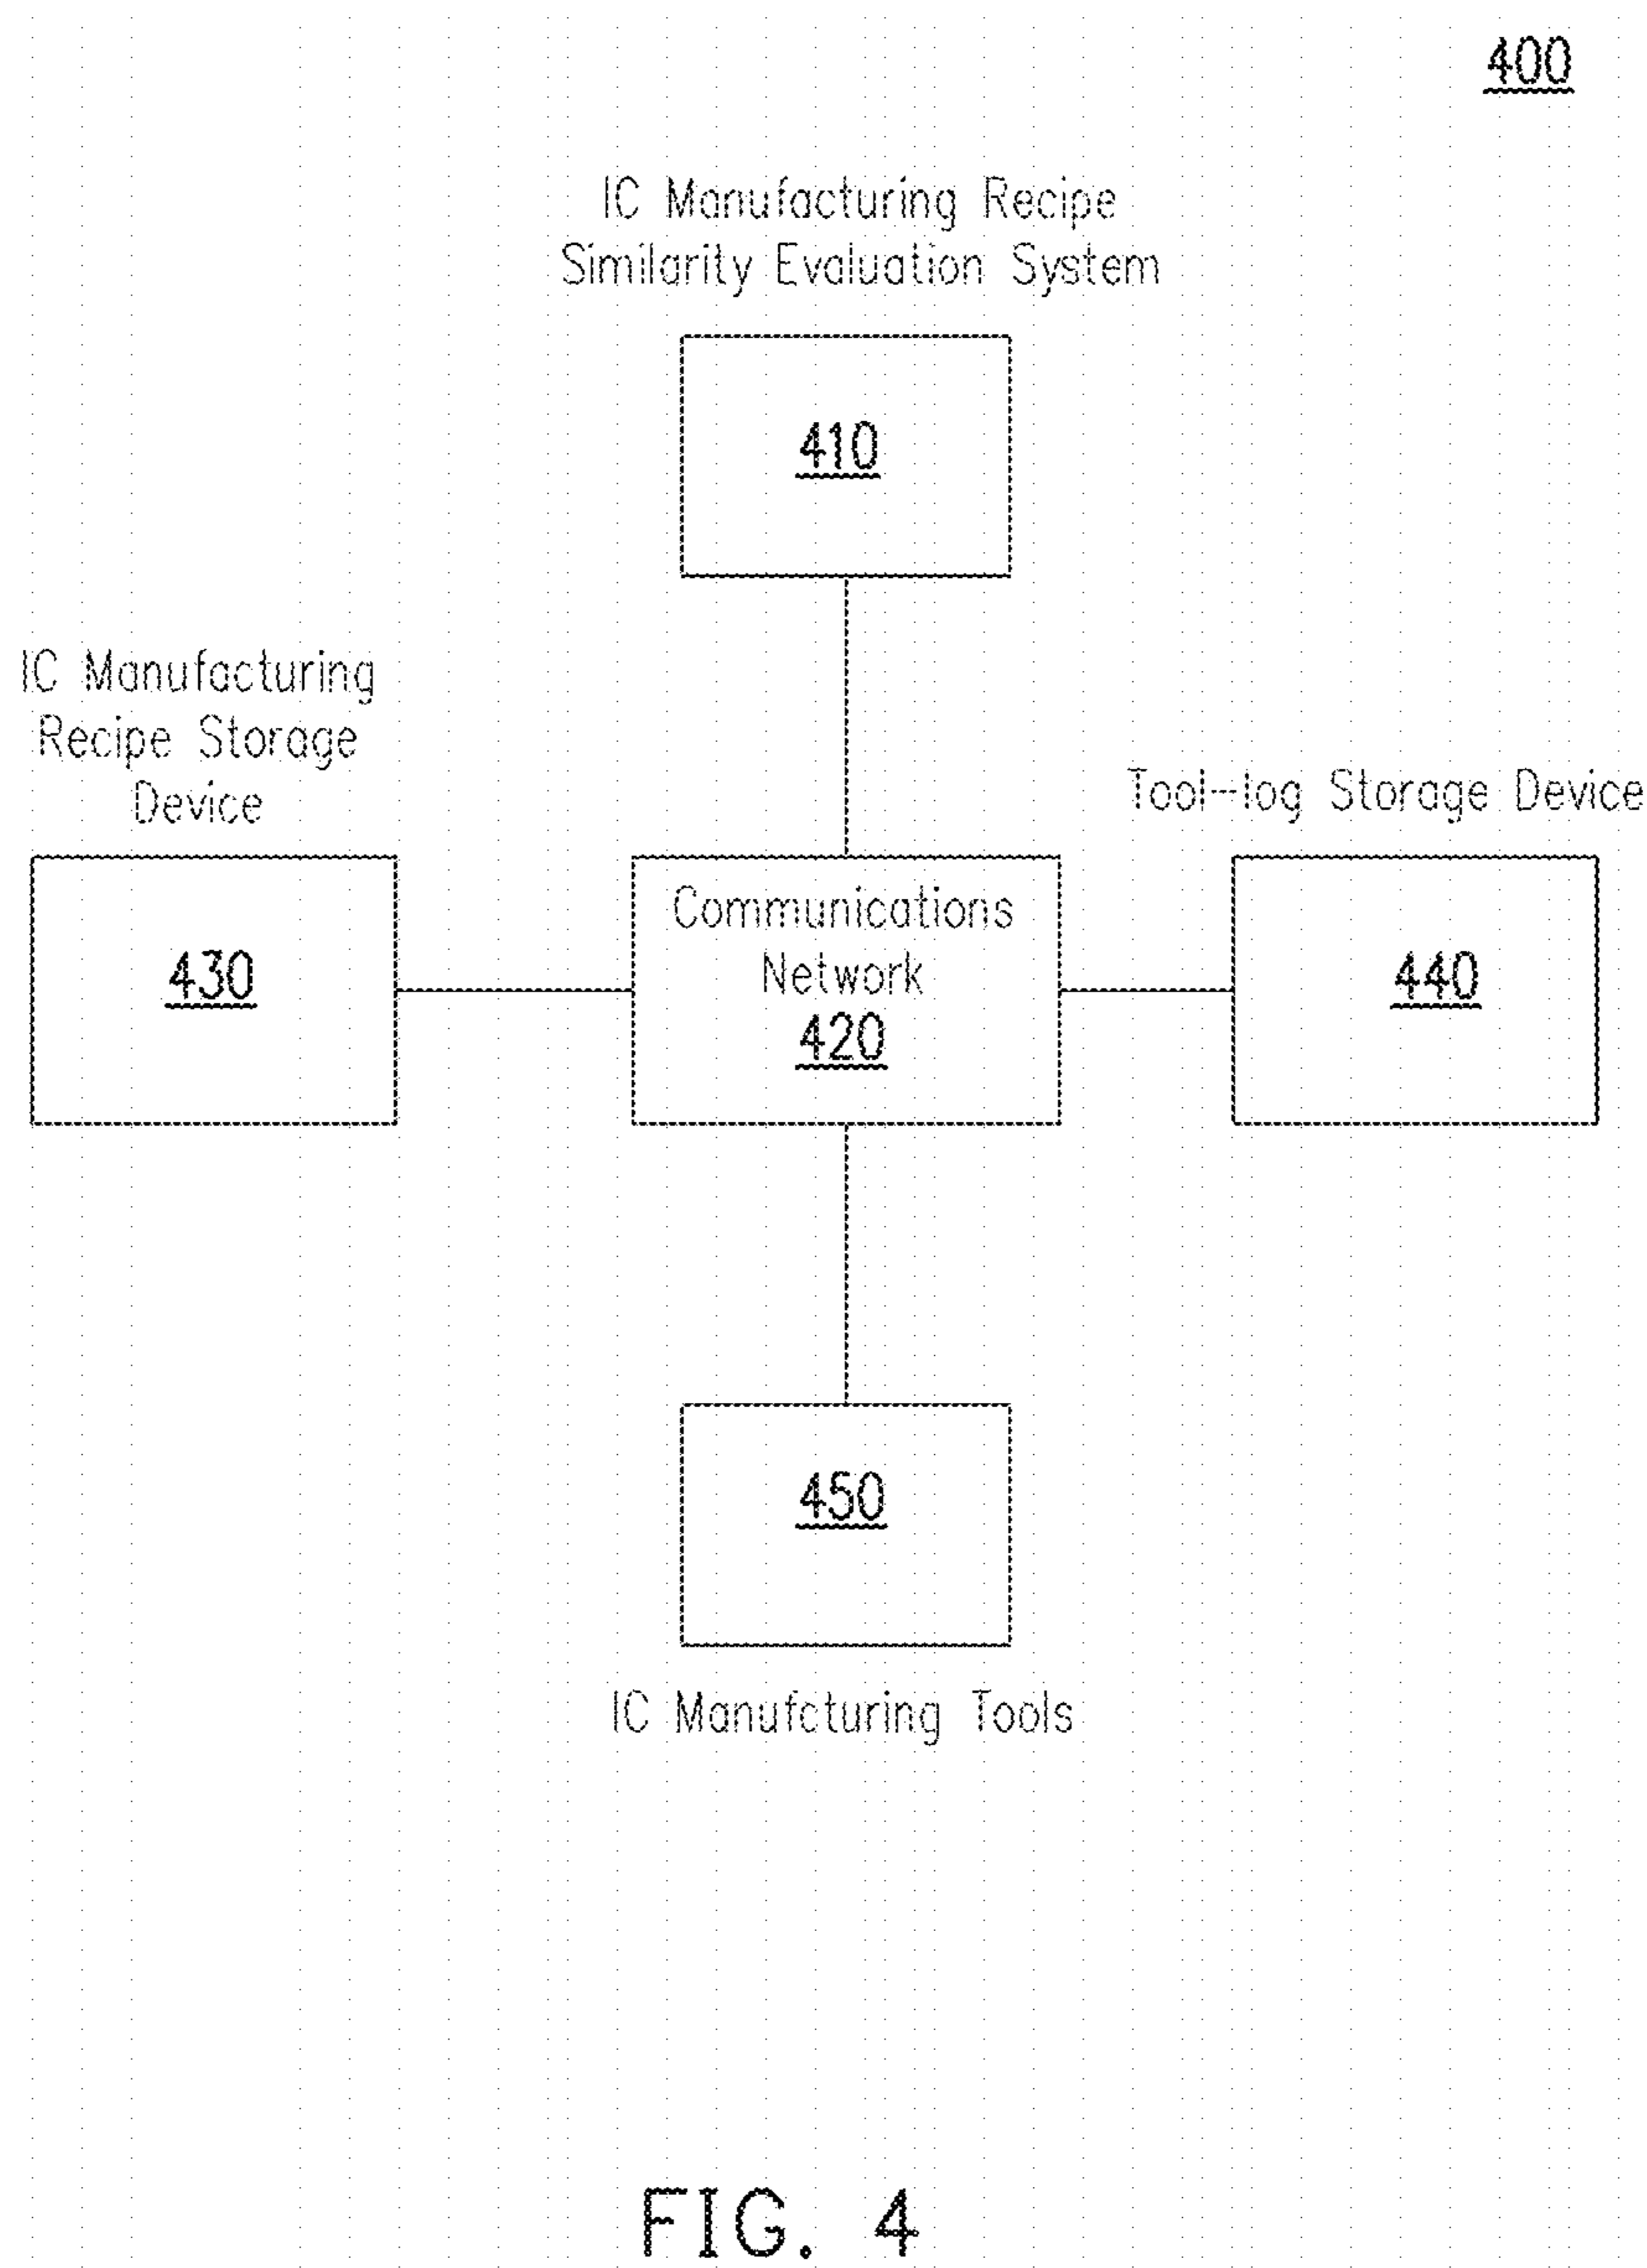 400
IC Manufacturing Recipe
Similarity Evaluation System
410
IC Manufacturing
Recipe Storage
Device
Tool-log Storage Device
430
Communications
Network
420
440
450
IC Manufcturing Tools
FIG. 4